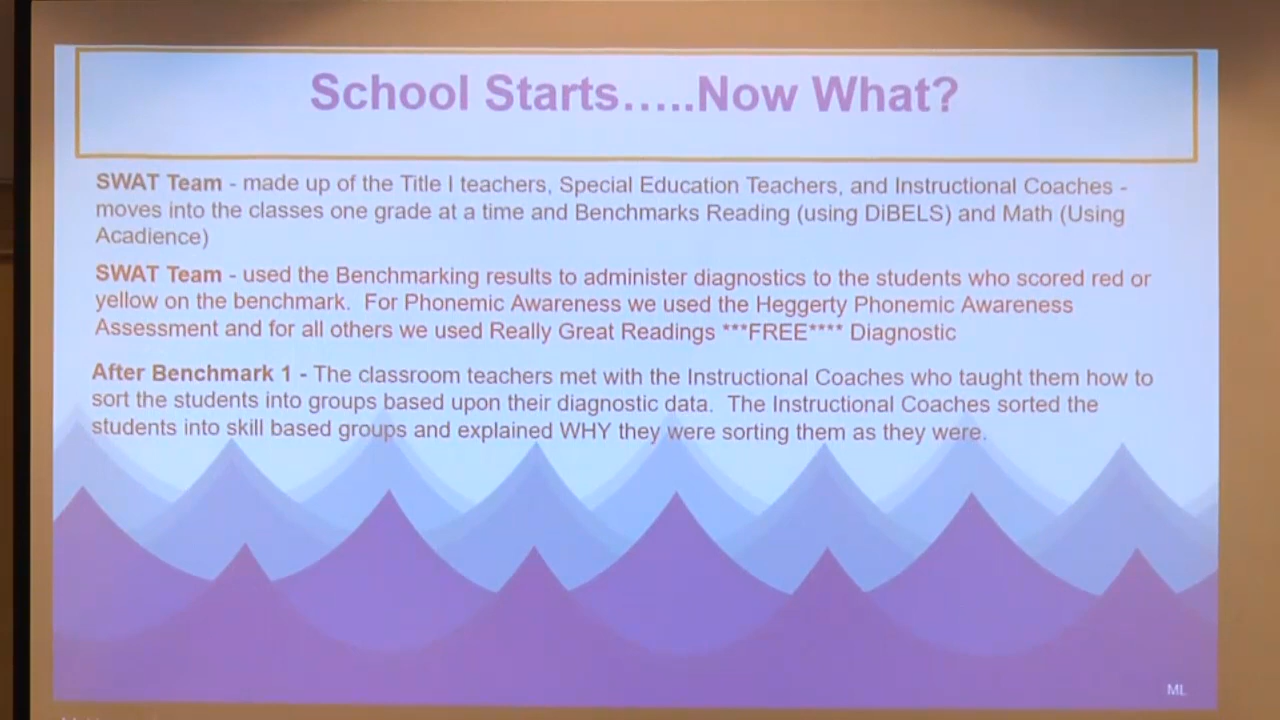 School Starts.....Now What?
SWAT Team - made up of the Title I teachers, Special Education Teachers, and Instructional Coaches -
moves into the classes one grade at a time and Benchmarks Reading (using DiBELS) and Math (Using
Acadience)
SWAT Team - used the Benchmarking results to administer diagnostics to the students who scored red or
yellow on the benchmark.  For Phonemic Awareness we used the Heggerty Phonemic Awareness
Assessment and for all others we used Really Great Readings ***FREE**** Diagnostic
After Benchmark 1 - The classroom teachers met with the Instructional Coaches who taught them how to
sort the students into groups based upon their diagnostic data.  The Instructional Coaches sorted the
students into skill based groups and explained WHY they were sorting them as they were.
ML